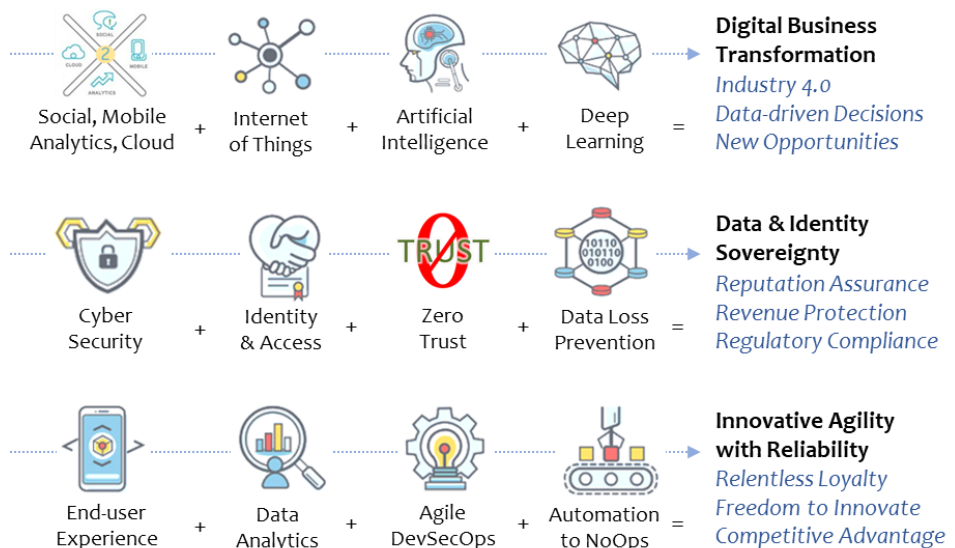 SOCIAL
CLOUD
2
MOBILE
ANALYTICS
Social, Mobile
Analytics, Cloud
+
Internet
of Things
+
Artificial
Intelligence
+
Deep
Learning
=
Digital Business
Transformation
Industry 4.0
Data-driven Decisions
New Opportunities
0
TRUST
10110
010110
0100
Cyber
Security
+
Identity
& Access
+
Zero
Trust
+
Data Loss
Prevention
=
Data & Identity
Sovereignty
Reputation Assurance
Revenue Protection
Regulatory Compliance
End-user
Experience
+
Data
Analytics
+
Agile
DevSecOps
+
Automation
to NoOps
=
Innovative Agility
with Reliability
Relentless Loyalty
Freedom to Innovate
Competitive Advantage